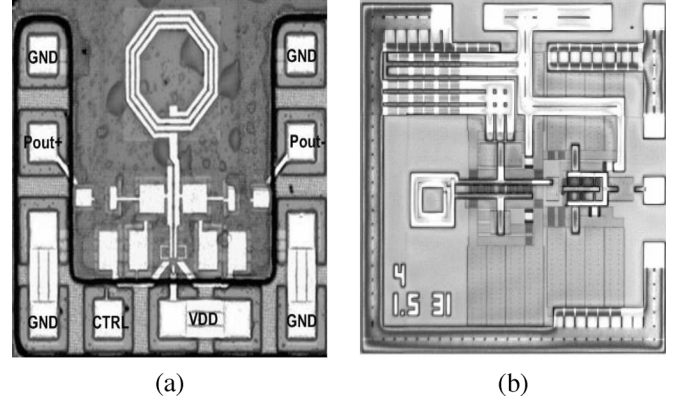 GND
GND
Pout+
Pout-
GND
CTRL
VDD
GND
4
1.5 31
(a)
(b)